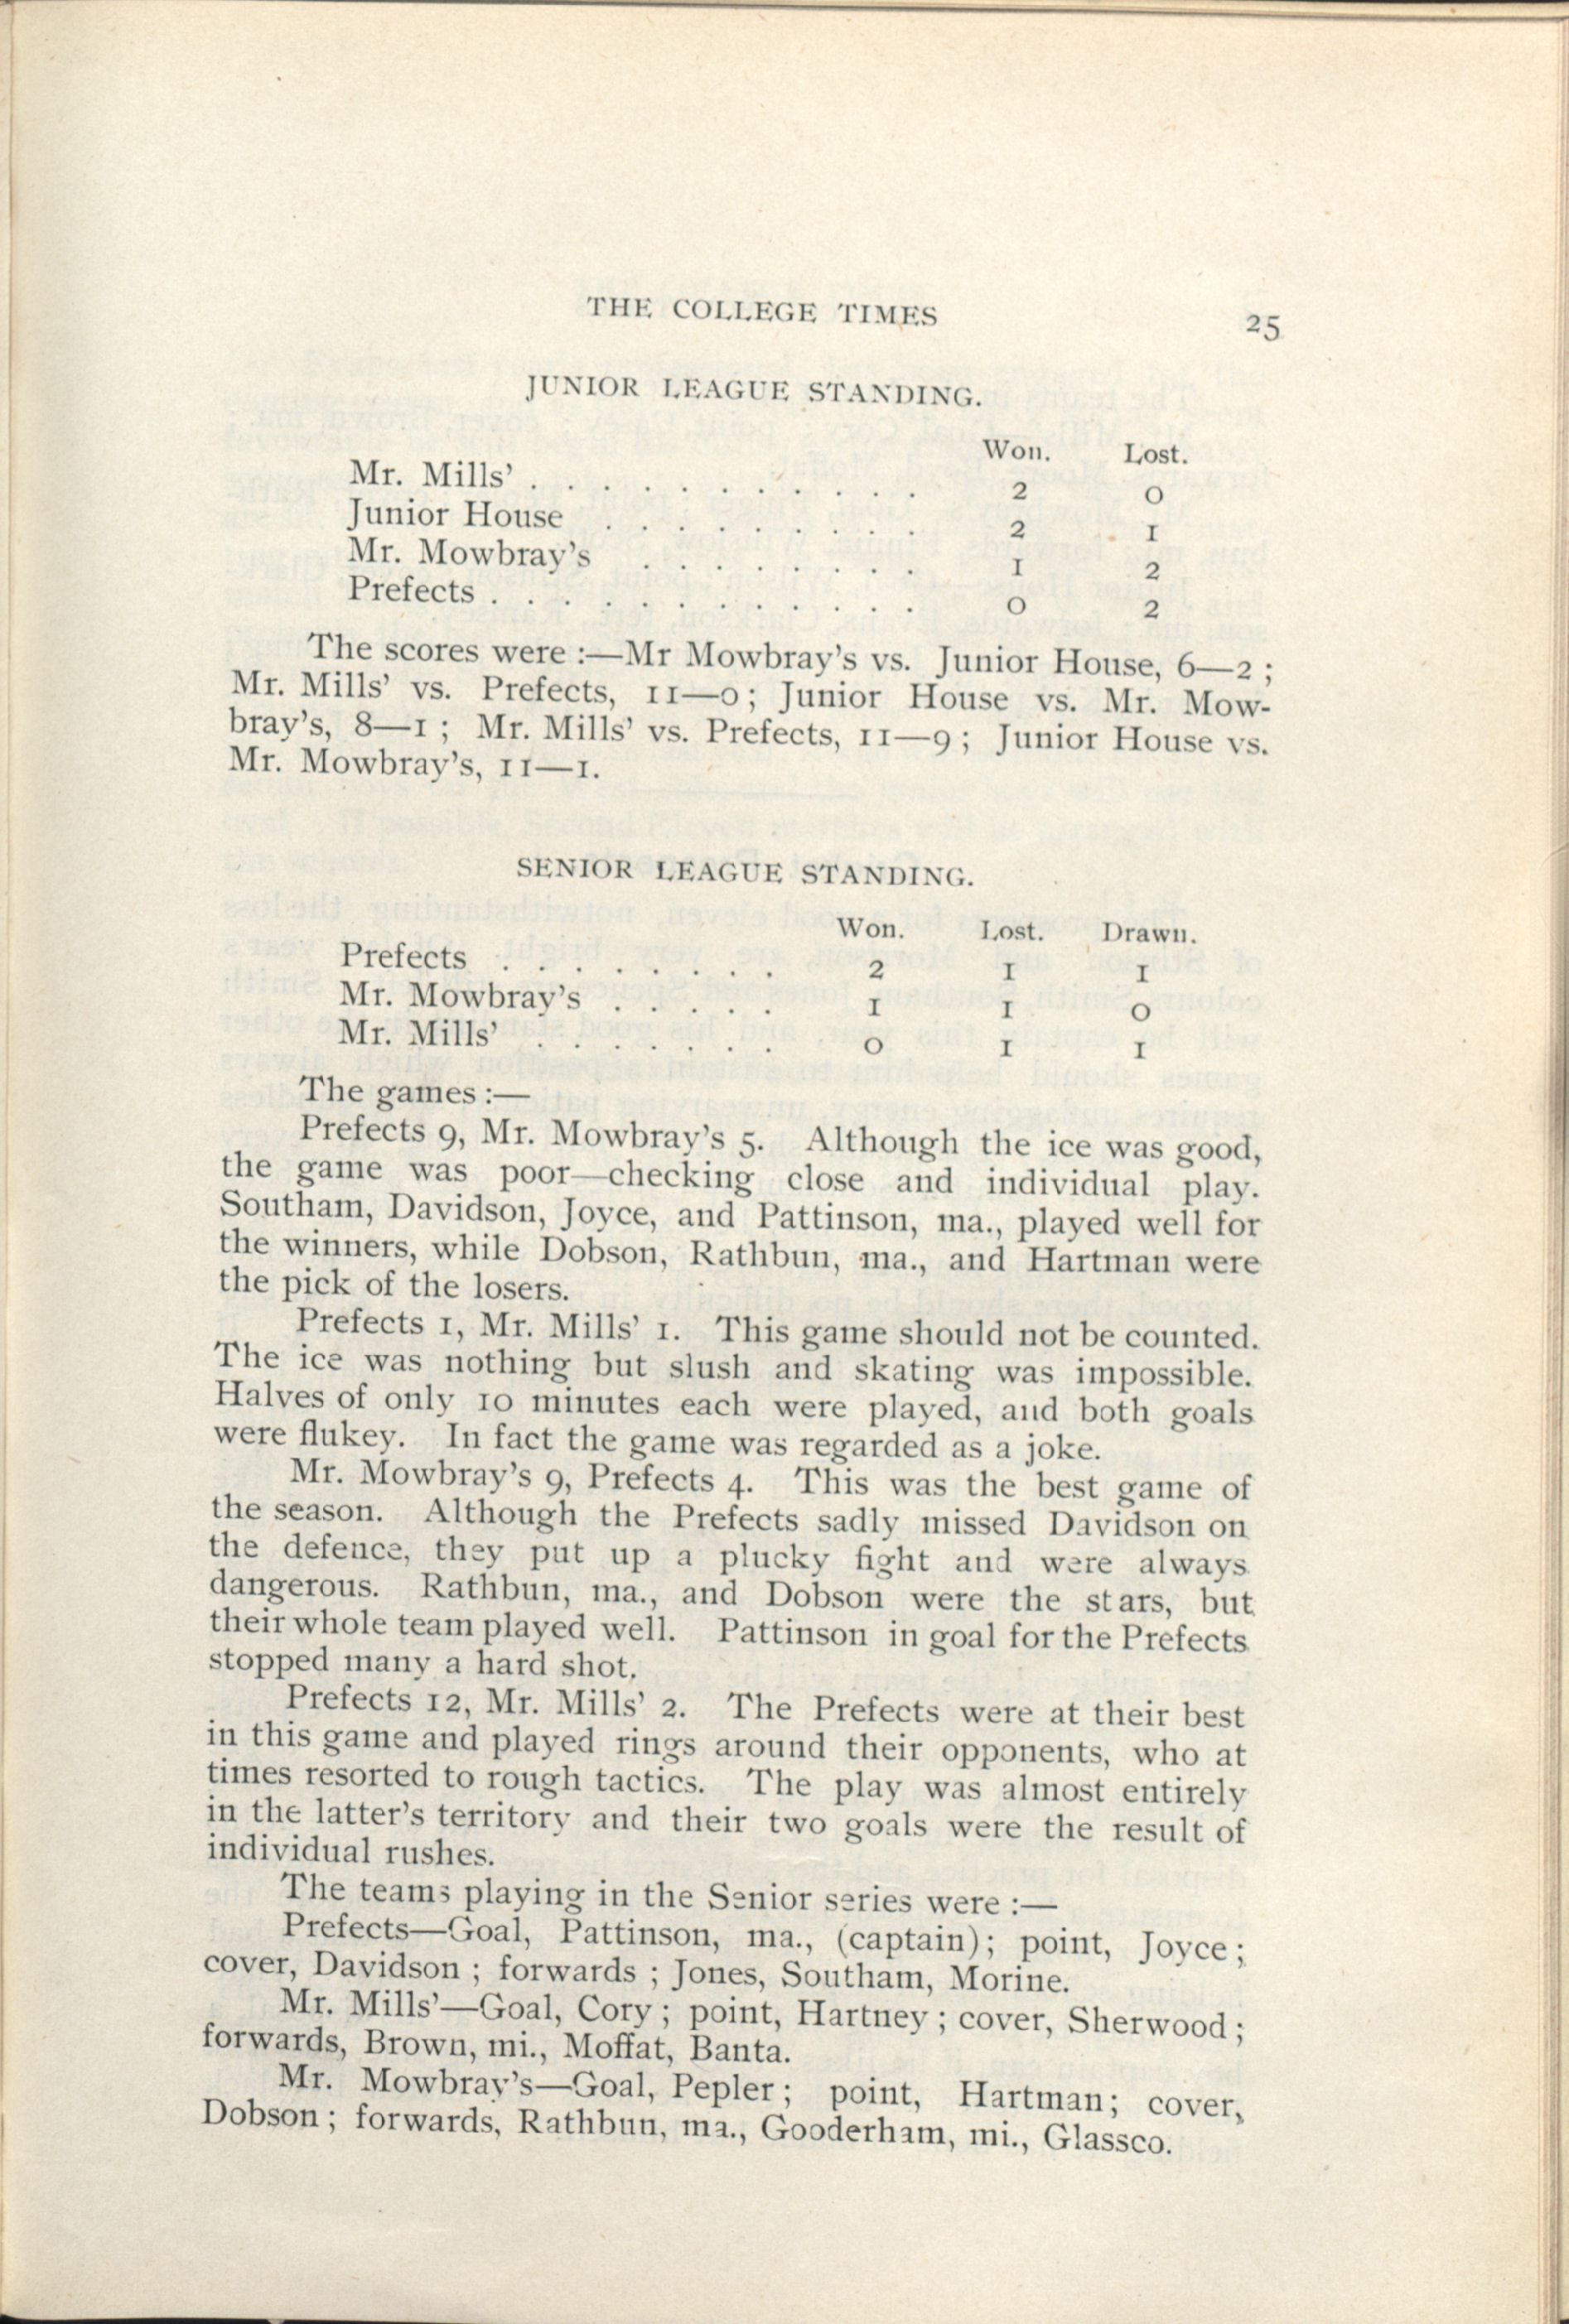 THE COLLEGE TIMES 25
JUNIOR LEAGUE STANDING.
Won. Lost.
Mr. Mills' . . . . . . . . . . . 2 0
Junior House . . . . . . . . . 2 1
Mr. Mowbray's . . . . . . . . 1 2
Prefects . . . . . . . . . . . . 0 2
The scores were :—Mr Mowbray's vs. Junior House, 6—2 ;
Mr. Mills' vs. Prefects, 11—0 ; Junior House vs. Mr. Mow-
bray's, 8—1 ; Mr. Mills' vs. Prefects, 11—9 ; Junior House vs.
Mr. Mowbray's, 11—1.
SENIOR LEAGUE STANDING.
Won. Lost. Drawn.
Prefects . . . . . . . . 2 1 1
Mr. Mowbray's . . . . . 1 1 0
Mr. Mills' . . . . . . . 0 1 1
The games :—
Prefects 9, Mr. Mowbray's 5. Although the ice was good,
the game was poor—checking close and individual play.
Southam, Davidson, Joyce, and Pattinson, ma., played well for
the winners, while Dobson, Rathbun, ma., and Hartman were
the pick of the losers.
Prefects 1, Mr. Mills' 1. This game should not be counted.
The ice was nothing but slush and skating was impossible.
Halves of only 10 minutes each were played, and both goals
were flukey. In fact the game was regarded as a joke.
Mr. Mowbray's 9, Prefects 4. This was the best game of
the season. Although the Prefects sadly missed Davidson on
the defence, they put up a plucky fight and were always
dangerous. Rathbun, ma., and Dobson were the stars, but
their whole team played well. Pattinson in goal for the Prefects
stopped many a hard shot.
Prefects 12, Mr. Mills' 2. The Prefects were at their best
in this game and played rings around their opponents, who at
times resorted to rough tactics. The play was almost entirely
in the latter's territory and their two goals were the result of
individual rushes.
The teams playing in the Senior series were :—
Prefects—Goal, Pattinson, ma., (captain); point, Joyce ;
cover, Davidson ; forwards ; Jones, Southam, Morine.
Mr. Mills'—Goal, Cory ; point, Hartney ; cover, Sherwood ;
forwards, Brown, mi., Moffat, Banta.
Mr. Mowbray's—Goal, Pepler ; point, Hartman; cover,
Dobson ; forwards, Rathbun, ma., Gooderham, mi., Glassco.